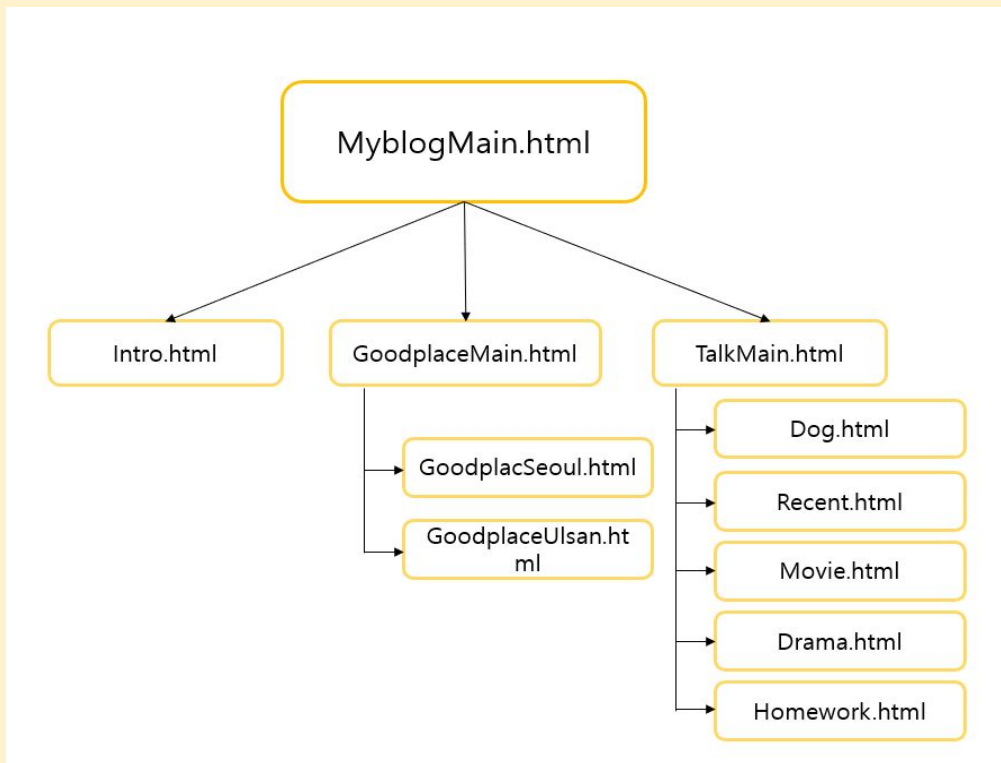 MyblogMain.html
Intro.html
GoodplaceMain.html
TalkMain.html
GoodplacSeoul.html
GoodplaceUlsan.ht
ml
Dog.html
Recent.html
Movie.html
Drama.html
Homework.html